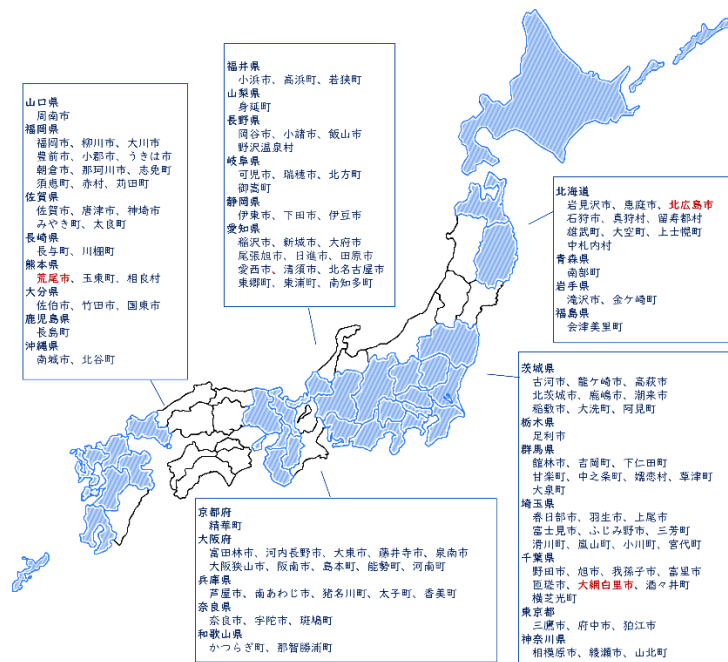 福井県
小浜市、高浜町、若狭町
山梨県
身延町
長野県
岡谷市、小諸市、飯山市
野沢温泉村
岐阜県
可児市、瑞穂市、北方町
御嵩町
静岡県
伊東市、下田市、伊豆市
愛知県
稲沢市、新城市、大府市
尾張旭市、日進市、田原市
愛西市、清須市、北名古屋市
東郷町、東浦町、南知多町
山口県
周南市
福岡県
福岡市、柳川市、大川市
豊前市、小郡市、うきは市
朝倉市、那珂川市、志免町
須恵町、赤村、苅田町
佐賀県
佐賀市、唐津市、神埼市
みやき町、太良町
長崎県
長与町、川棚町
熊本県
荒尾市、玉東町、相良村
大分県
佐伯市、竹田市、国東市
鹿児島県
長島町
沖縄県
南城市、北谷町
北海道
岩見沢市、恵庭市、北広島市
石狩市、真狩村、留寿都村
雄武町、大空町、上士幌町
中札内村
青森県
南部町
岩手県
滝沢市、金ケ崎町
福島県
会津美里町
茨城県
古河市、龍ケ崎市、高萩市
北茨城市、鹿嶋市、潮来市
稲敷市、大洗町、阿見町
栃木県
足利市
群馬県
館林市、吉岡町、下仁田町
甘楽町、中之条町、嬬恋村、草津町
大泉町
埼玉県
春日部市、羽生市、上尾市
富士見市、ふじみ野市、三芳町
滑川町、嵐山町、小川町、宮代町
千葉県
野田市、旭市、我孫子市、富里市
匝瑳市、大網白里市、酒々井町
横芝光町
東京都
三鷹市、府中市、狛江市
神奈川県
相模原市、綾瀬市、山北町
京都府
精華町
大阪府
富田林市、河内長野市、大東市、藤井寺市、泉南市
大阪狭山市、阪南市、島本町、能勢町、河南町
兵庫県
芦屋市、南あわじ市、猪名川町、太子町、香美町
奈良県
奈良市、宇陀市、斑鳩町
和歌山県
かつらぎ町、那智勝浦町